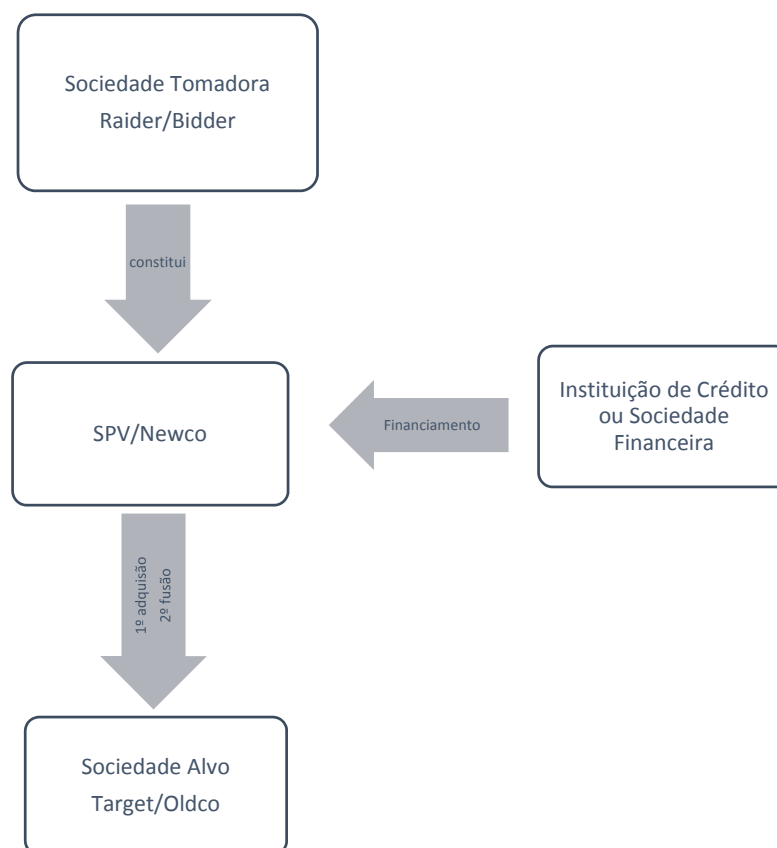 Sociedade Tomadora
Raider/Bidder
constitui
SPV/Newco
Financiamento
Instituição de Crédito
ou Sociedade
Financeira
1º adquisão
2º fusão
Sociedade Alvo
Target/Oldco